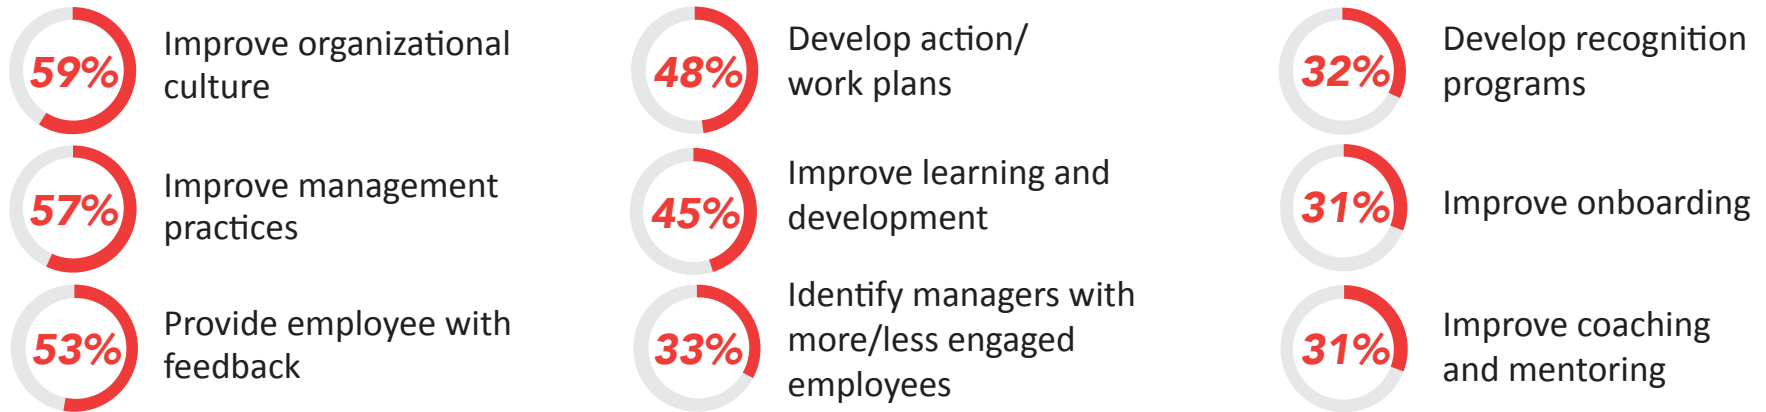 59%
Improve organizational
culture
57%
Improve management
practices
53%
Provide employee with
feedback
48%
Develop action/
work plans
45%
Improve learning and
development
33%
Identify managers with
more/less engaged
employees
32%
Develop recognition
programs
31%
Improve onboarding
31%
Improve coaching
and mentoring